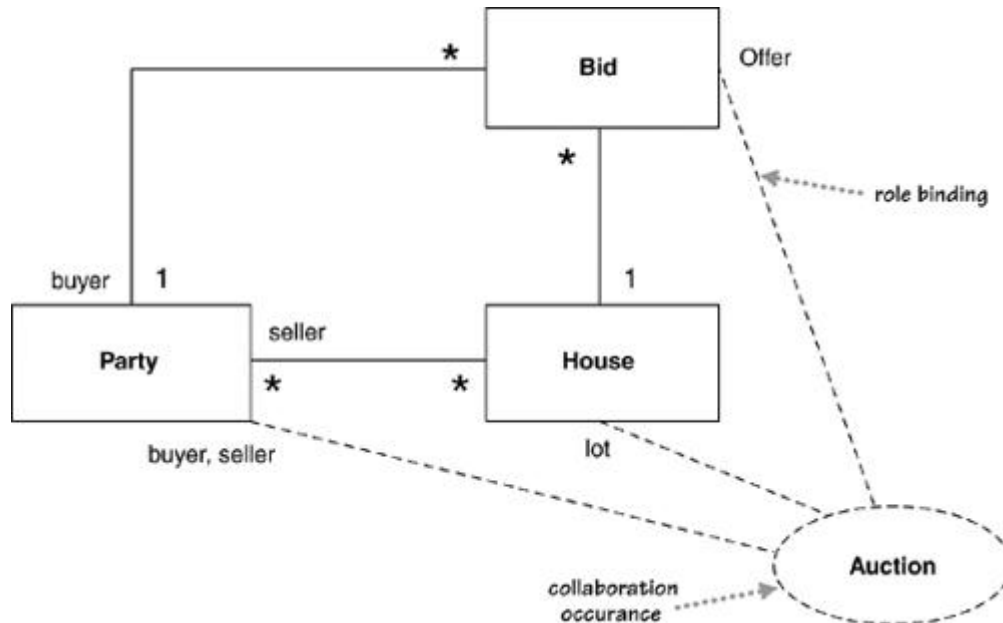 *
Bid
Offer
*
role binding
buyer
1
1
seller
Party
House
*
*
buyer, seller
lot
Auction
collaboration
occurance